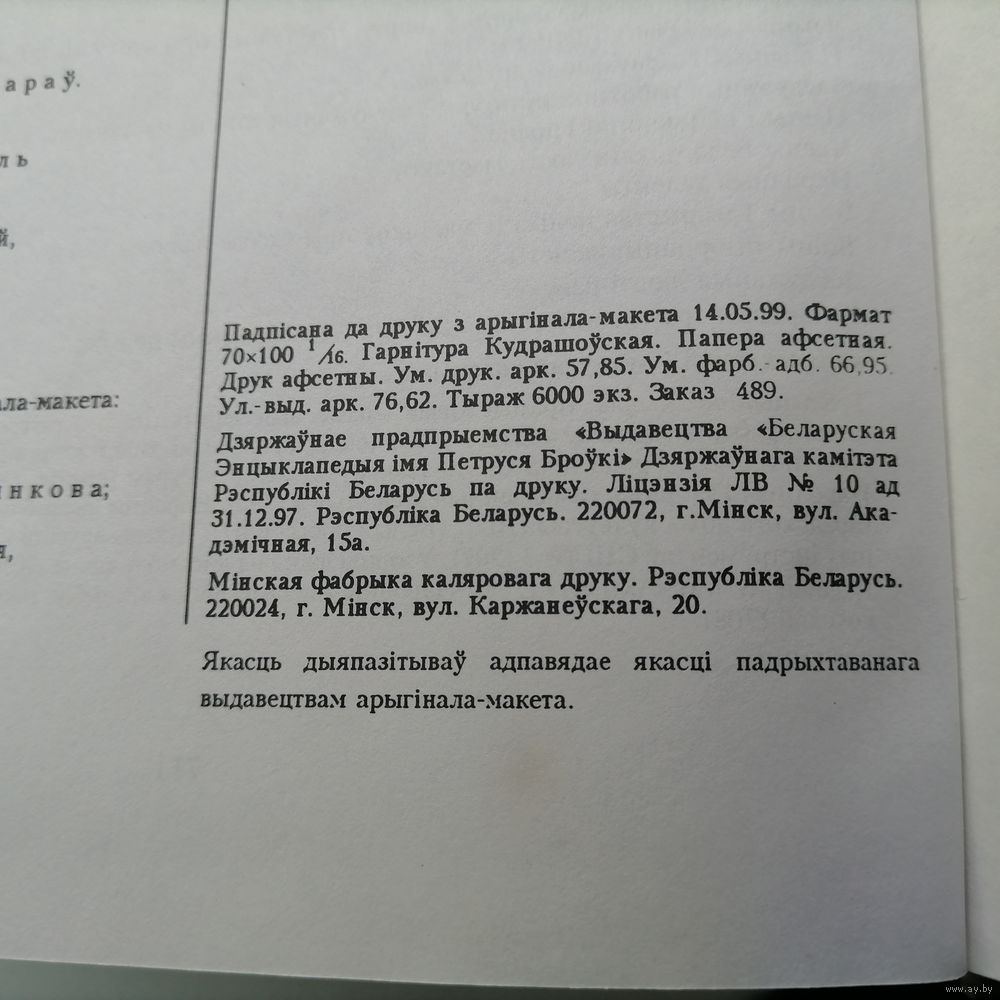 араў.
ль
й,
ала-макета:
нкова;
я,
Падпісана да друку з арыгінала-макета 14.05.99. Фармат
70×100 1/16. Гарнітура Кудрашоўская. Папера афсетная.
Друк афсетны. Ум. друк. арк. 57,85. Ум. фарб.-адб. 66,95.
Ул.-выд. арк. 76,62. Тыраж 6000 экз. Заказ 489.
Дзяржаўнае прадпрыемства «Выдавецтва «Беларуская
Энцыклапедыя імя Петруся Броўкі» Дзяржаўнага камітэта
Рэспублікі Беларусь па друку. Ліцэнзія ЛВ № 10 ад
31.12.97. Рэспубліка Беларусь. 220072, г.Мінск, вул. Ака-
дэмічная, 15а.
Мінская фабрыка каляровага друку. Рэспубліка Беларусь.
220024, г. Мінск, вул. Каржанеўскага, 20.
Якасць дыяпазітываў адпавядае якасці падрыхтаванага
выдавецтвам арыгінала-макета.
www.ay.by